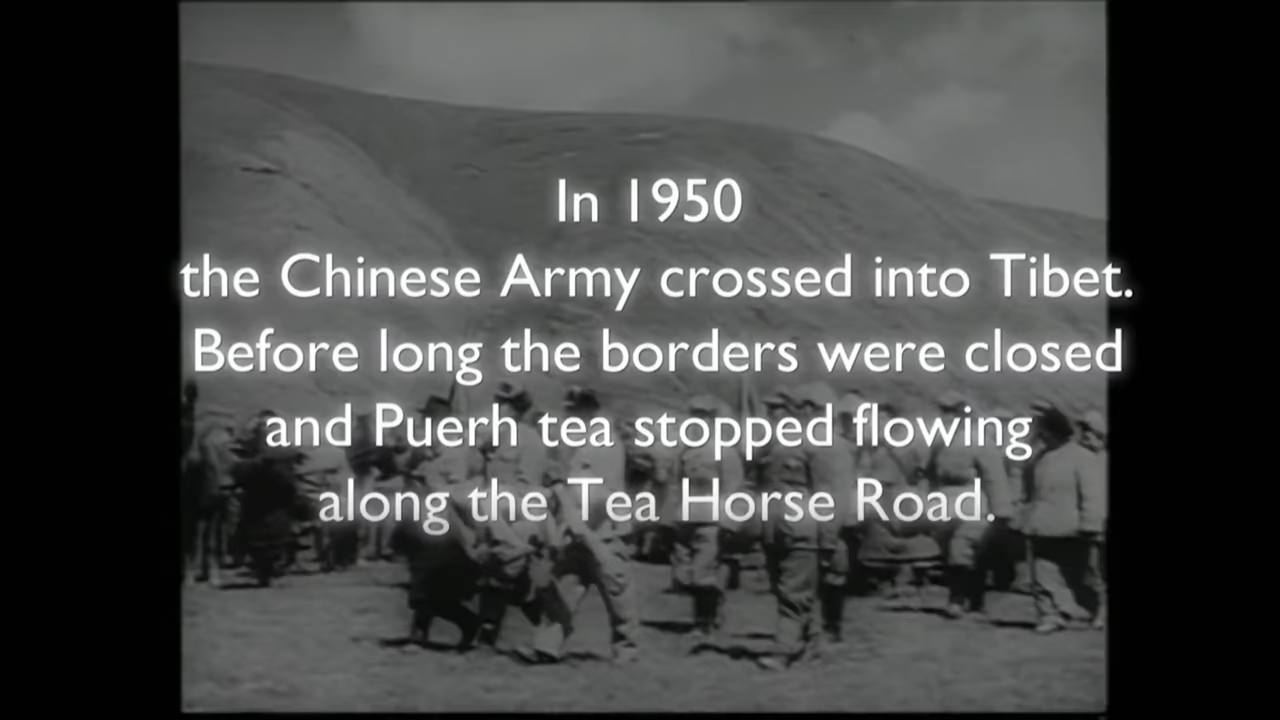 In 1950
the Chinese Army crossed into Tibet.
Before long the borders were closed
and Puerh tea stopped flowing
along the Tea Horse Road.